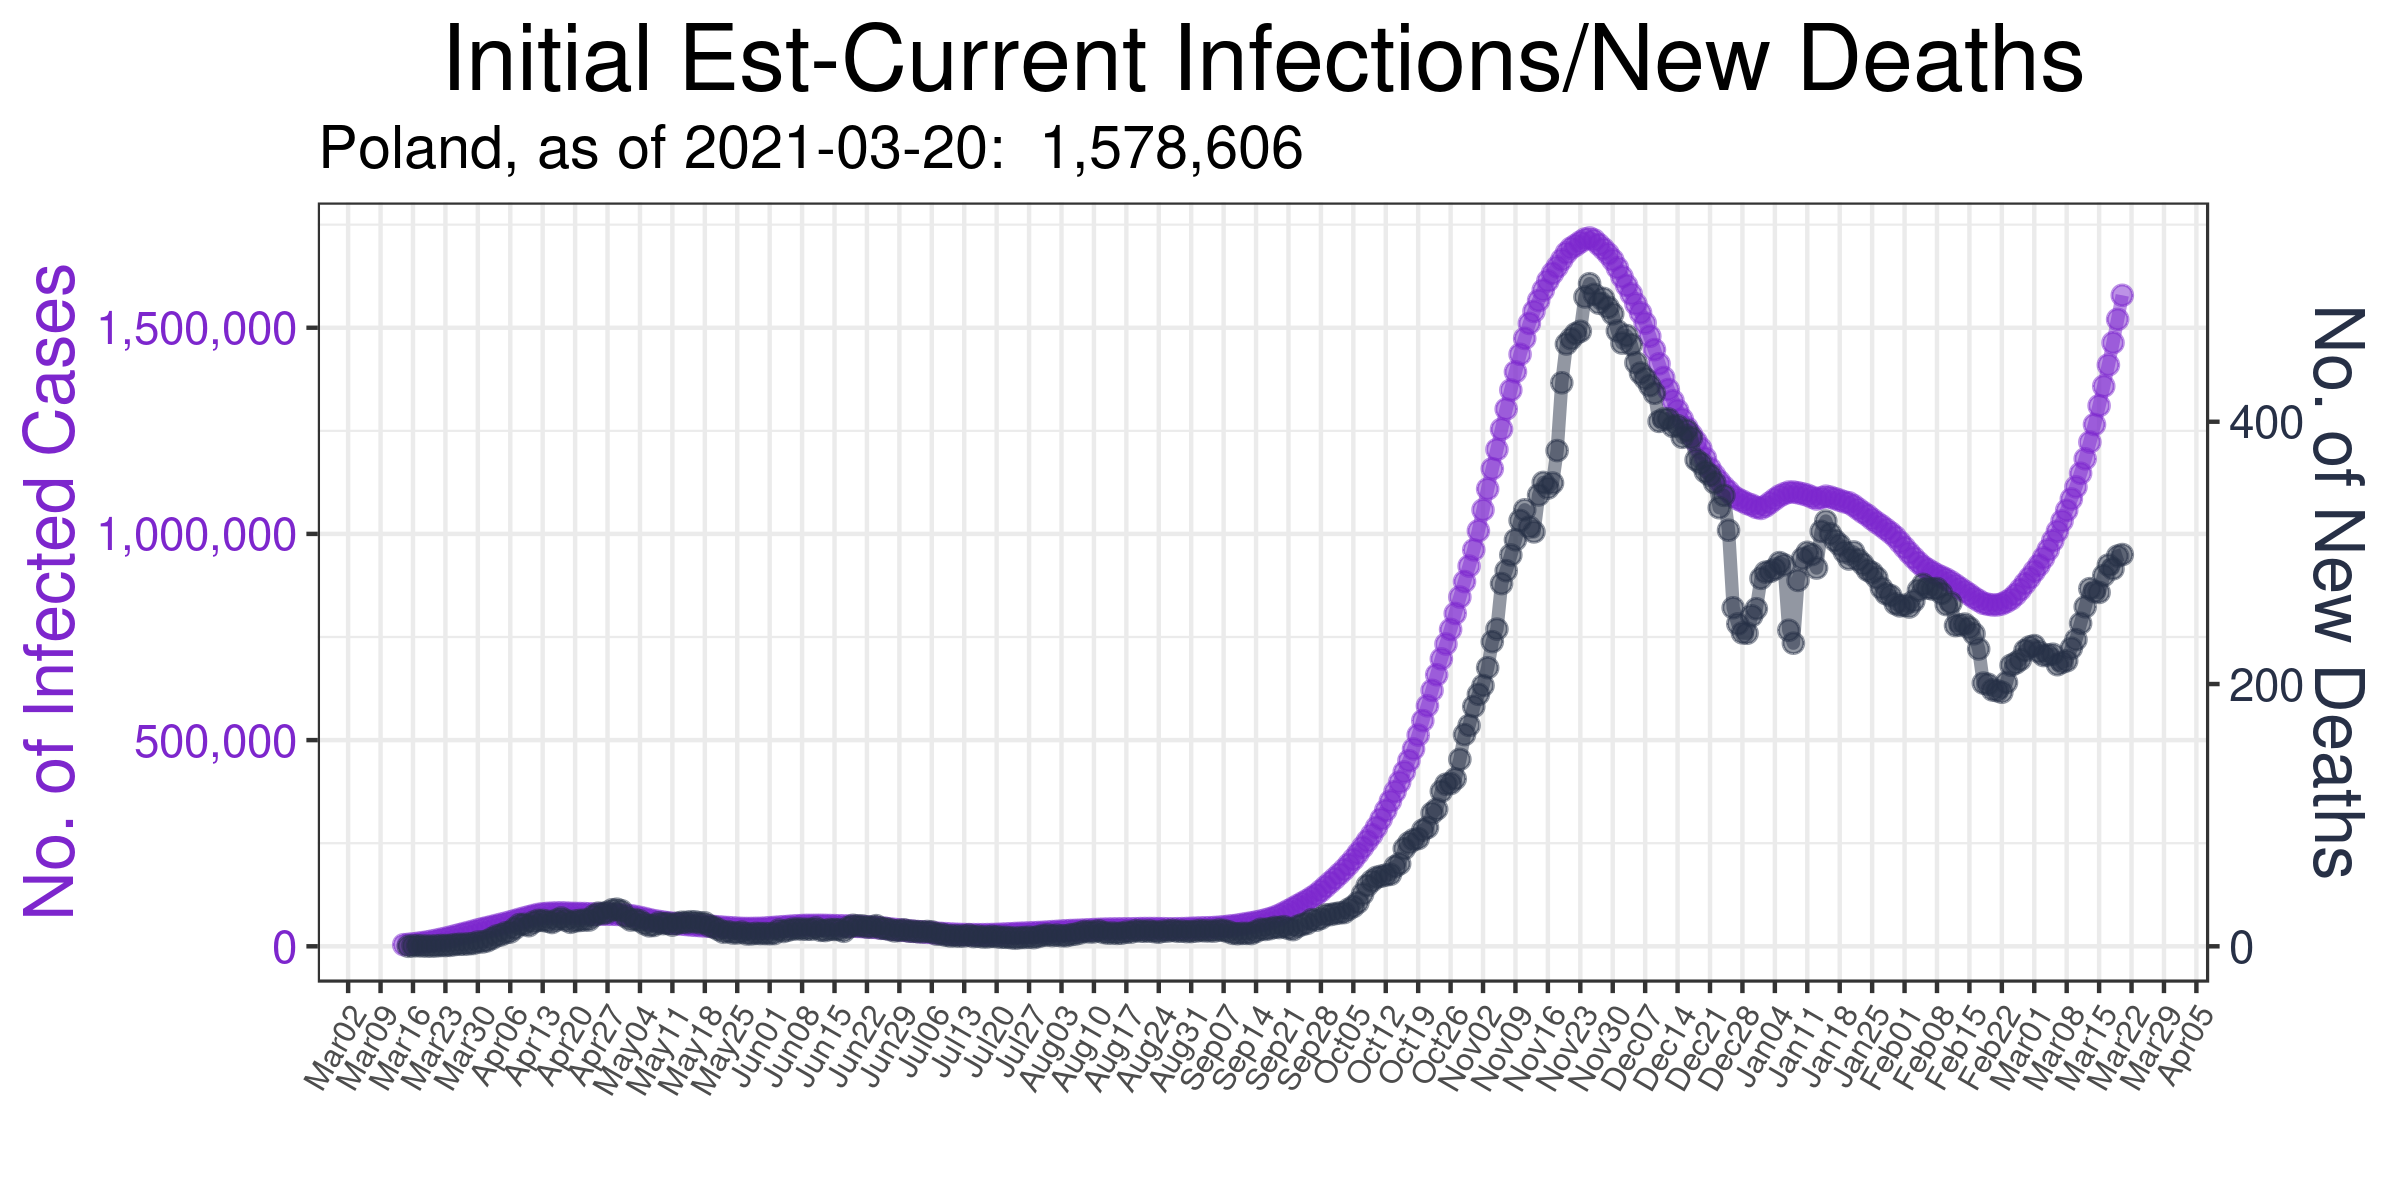 Initial Est-Current Infections/New Deaths
Poland, as of 2021-03-20:  1,578,606
No. of Infected Cases
1,500,000
1,000,000
500,000
0
400
200
0
No. of New Deaths
Mar02
Mar09
Mar16
Mar23
Mar30
Apr06
Apr13
Apr20
Apr27
May04
May11
May18
May25
Jun01
Jun08
Jun15
Jun22
Jun29
Jul06
Jul13
Jul20
Jul27
Aug03
Aug10
Aug17
Aug24
Aug31
Sep07
Sep14
Sep21
Sep28
Oct05
Oct12
Oct19
Oct26
Nov02
Nov09
Nov16
Nov23
Nov30
Dec07
Dec14
Dec21
Dec28
Jan04
Jan11
Jan18
Jan25
Feb01
Feb08
Feb15
Feb22
Mar01
Mar08
Mar15
Mar22
Mar29
Apr05